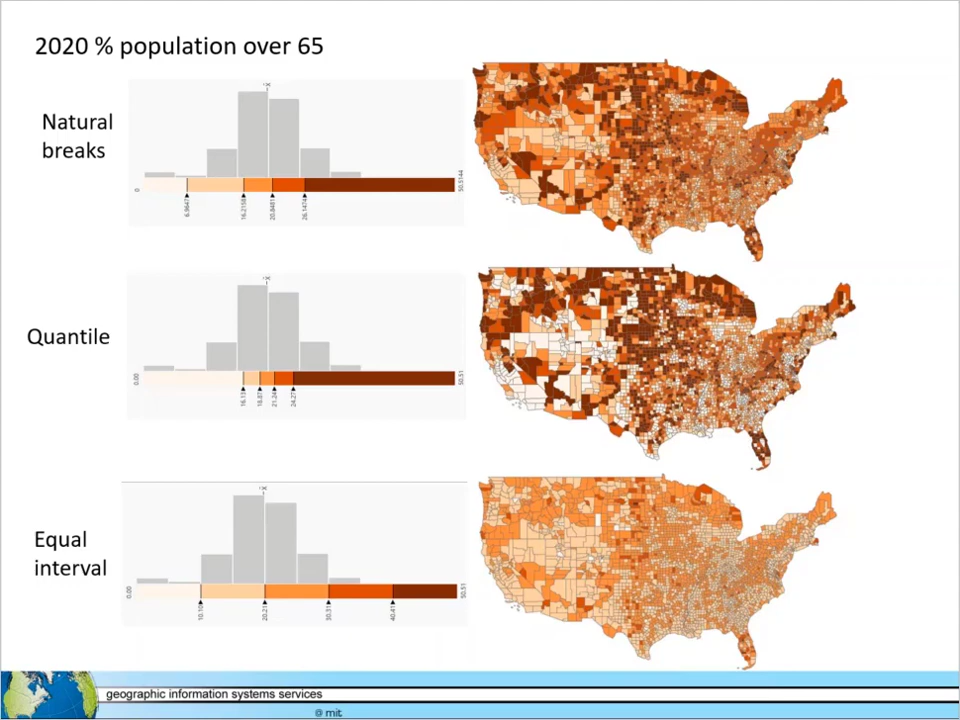 2020 % population over 65
Natural
breaks
X̄
0
6.9647
16.2158
20.8481
26.1474
50.5144
Quantile
X̄
0.00
16.13
18.87
21.24
24.27
50.51
Equal
interval
X̄
0.00
10.10
20.21
30.31
40.41
50.51
geographic information systems services
@ mit